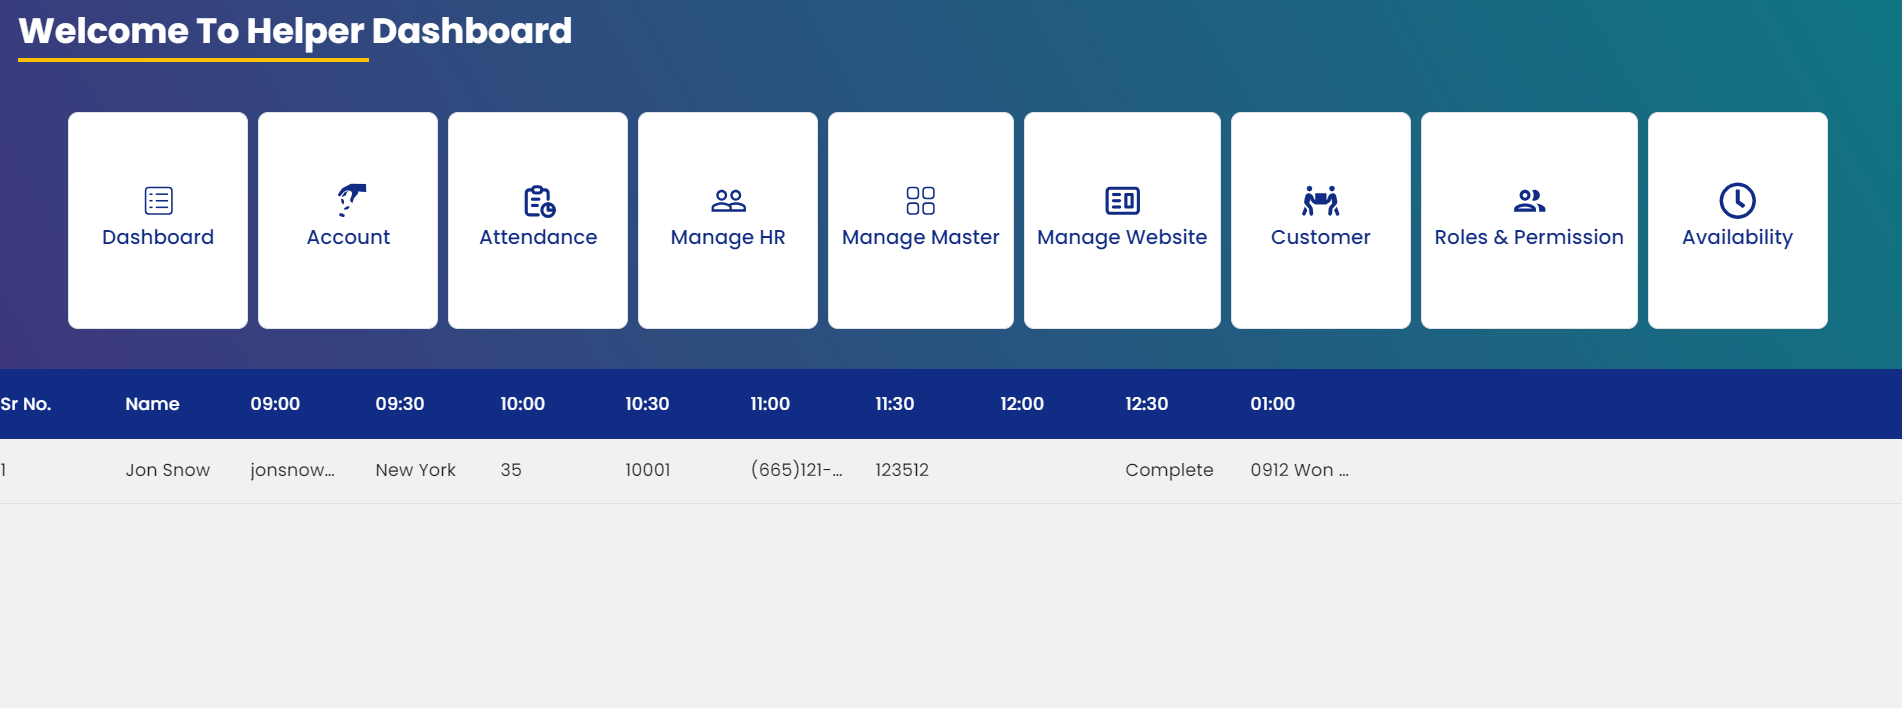 Welcome To Helper Dashboard
Dashboard Account Attendance Manage HR Manage Master Manage Website Customer Roles & Permission Availability
Sr No. Name 09:00 09:30 10:00 10:30 11:00 11:30 12:00 12:30 01:00
1 Jon Snow jonsnow... New York 35 10001 (665)121-... 123512 Complete 0912 Won ...